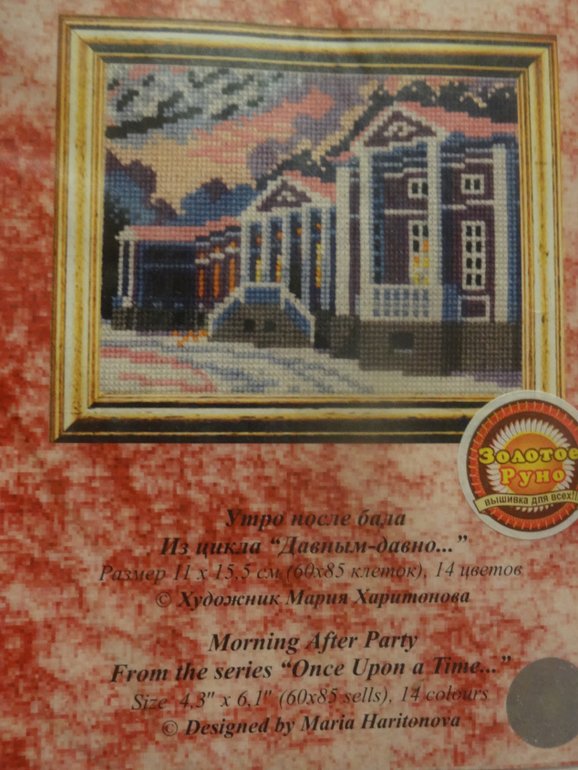 Золотое
Руно
вышивка для всех!!
Утро после бала
Из цикла "Давным-давно..."
Размер 11 х 15,5 см (60х85 клеток), 14 цветов
© Художник Мария Харитонова
Morning After Party
From the series "Once Upon a Time..."
Size 4,3" x 6,1" (60x85 sells), 14 colours
© Designed by Maria Haritonova